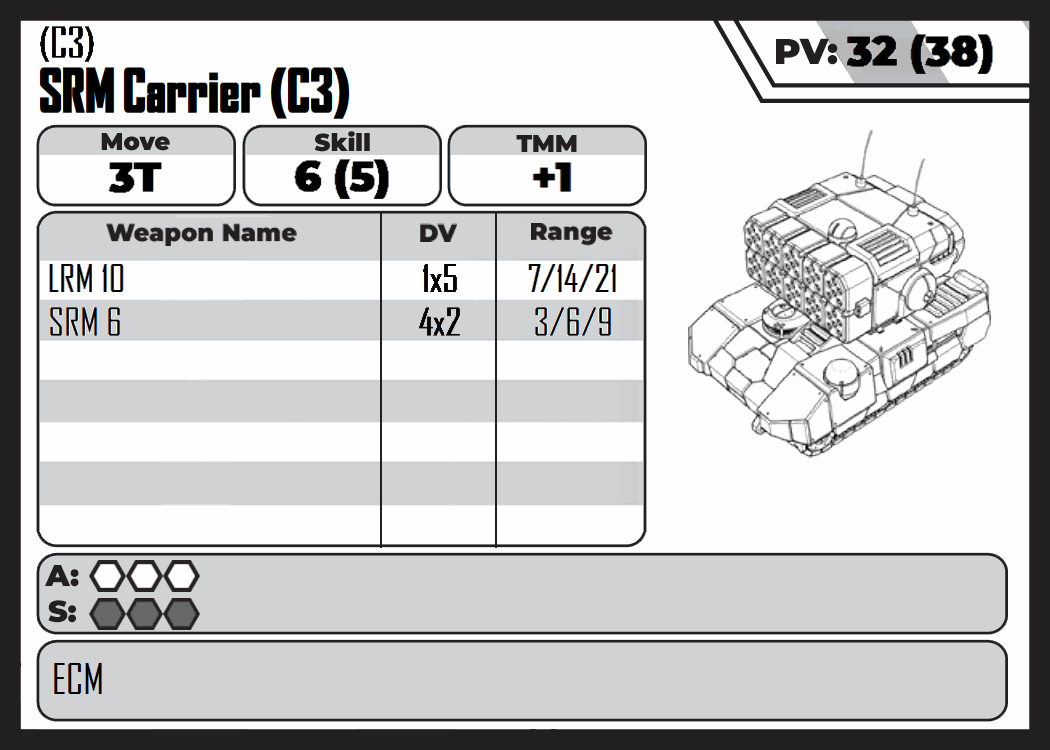 (C3)
SRM Carrier (C3)
PV: 32 (38)
Move Skill TMM
3T 6 (5) +1
Weapon Name DV Range
LRM 10 1x5 7/14/21
SRM 6 4x2 3/6/9
A:
S:
ECM